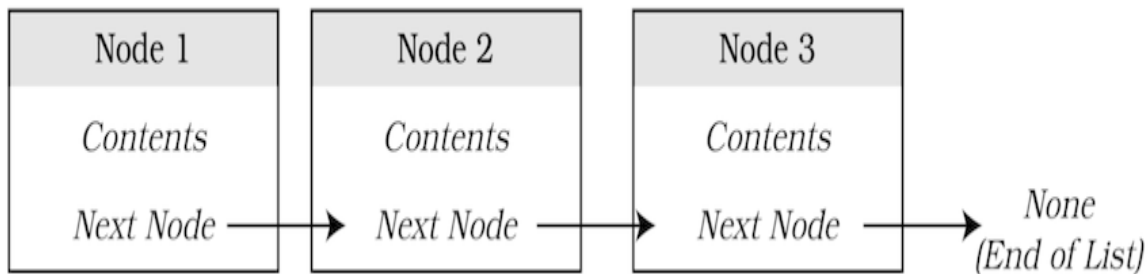 Node 1
Contents
Next Node
Node 2
Contents
Next Node
Node 3
Contents
Next Node
None
(End of List)